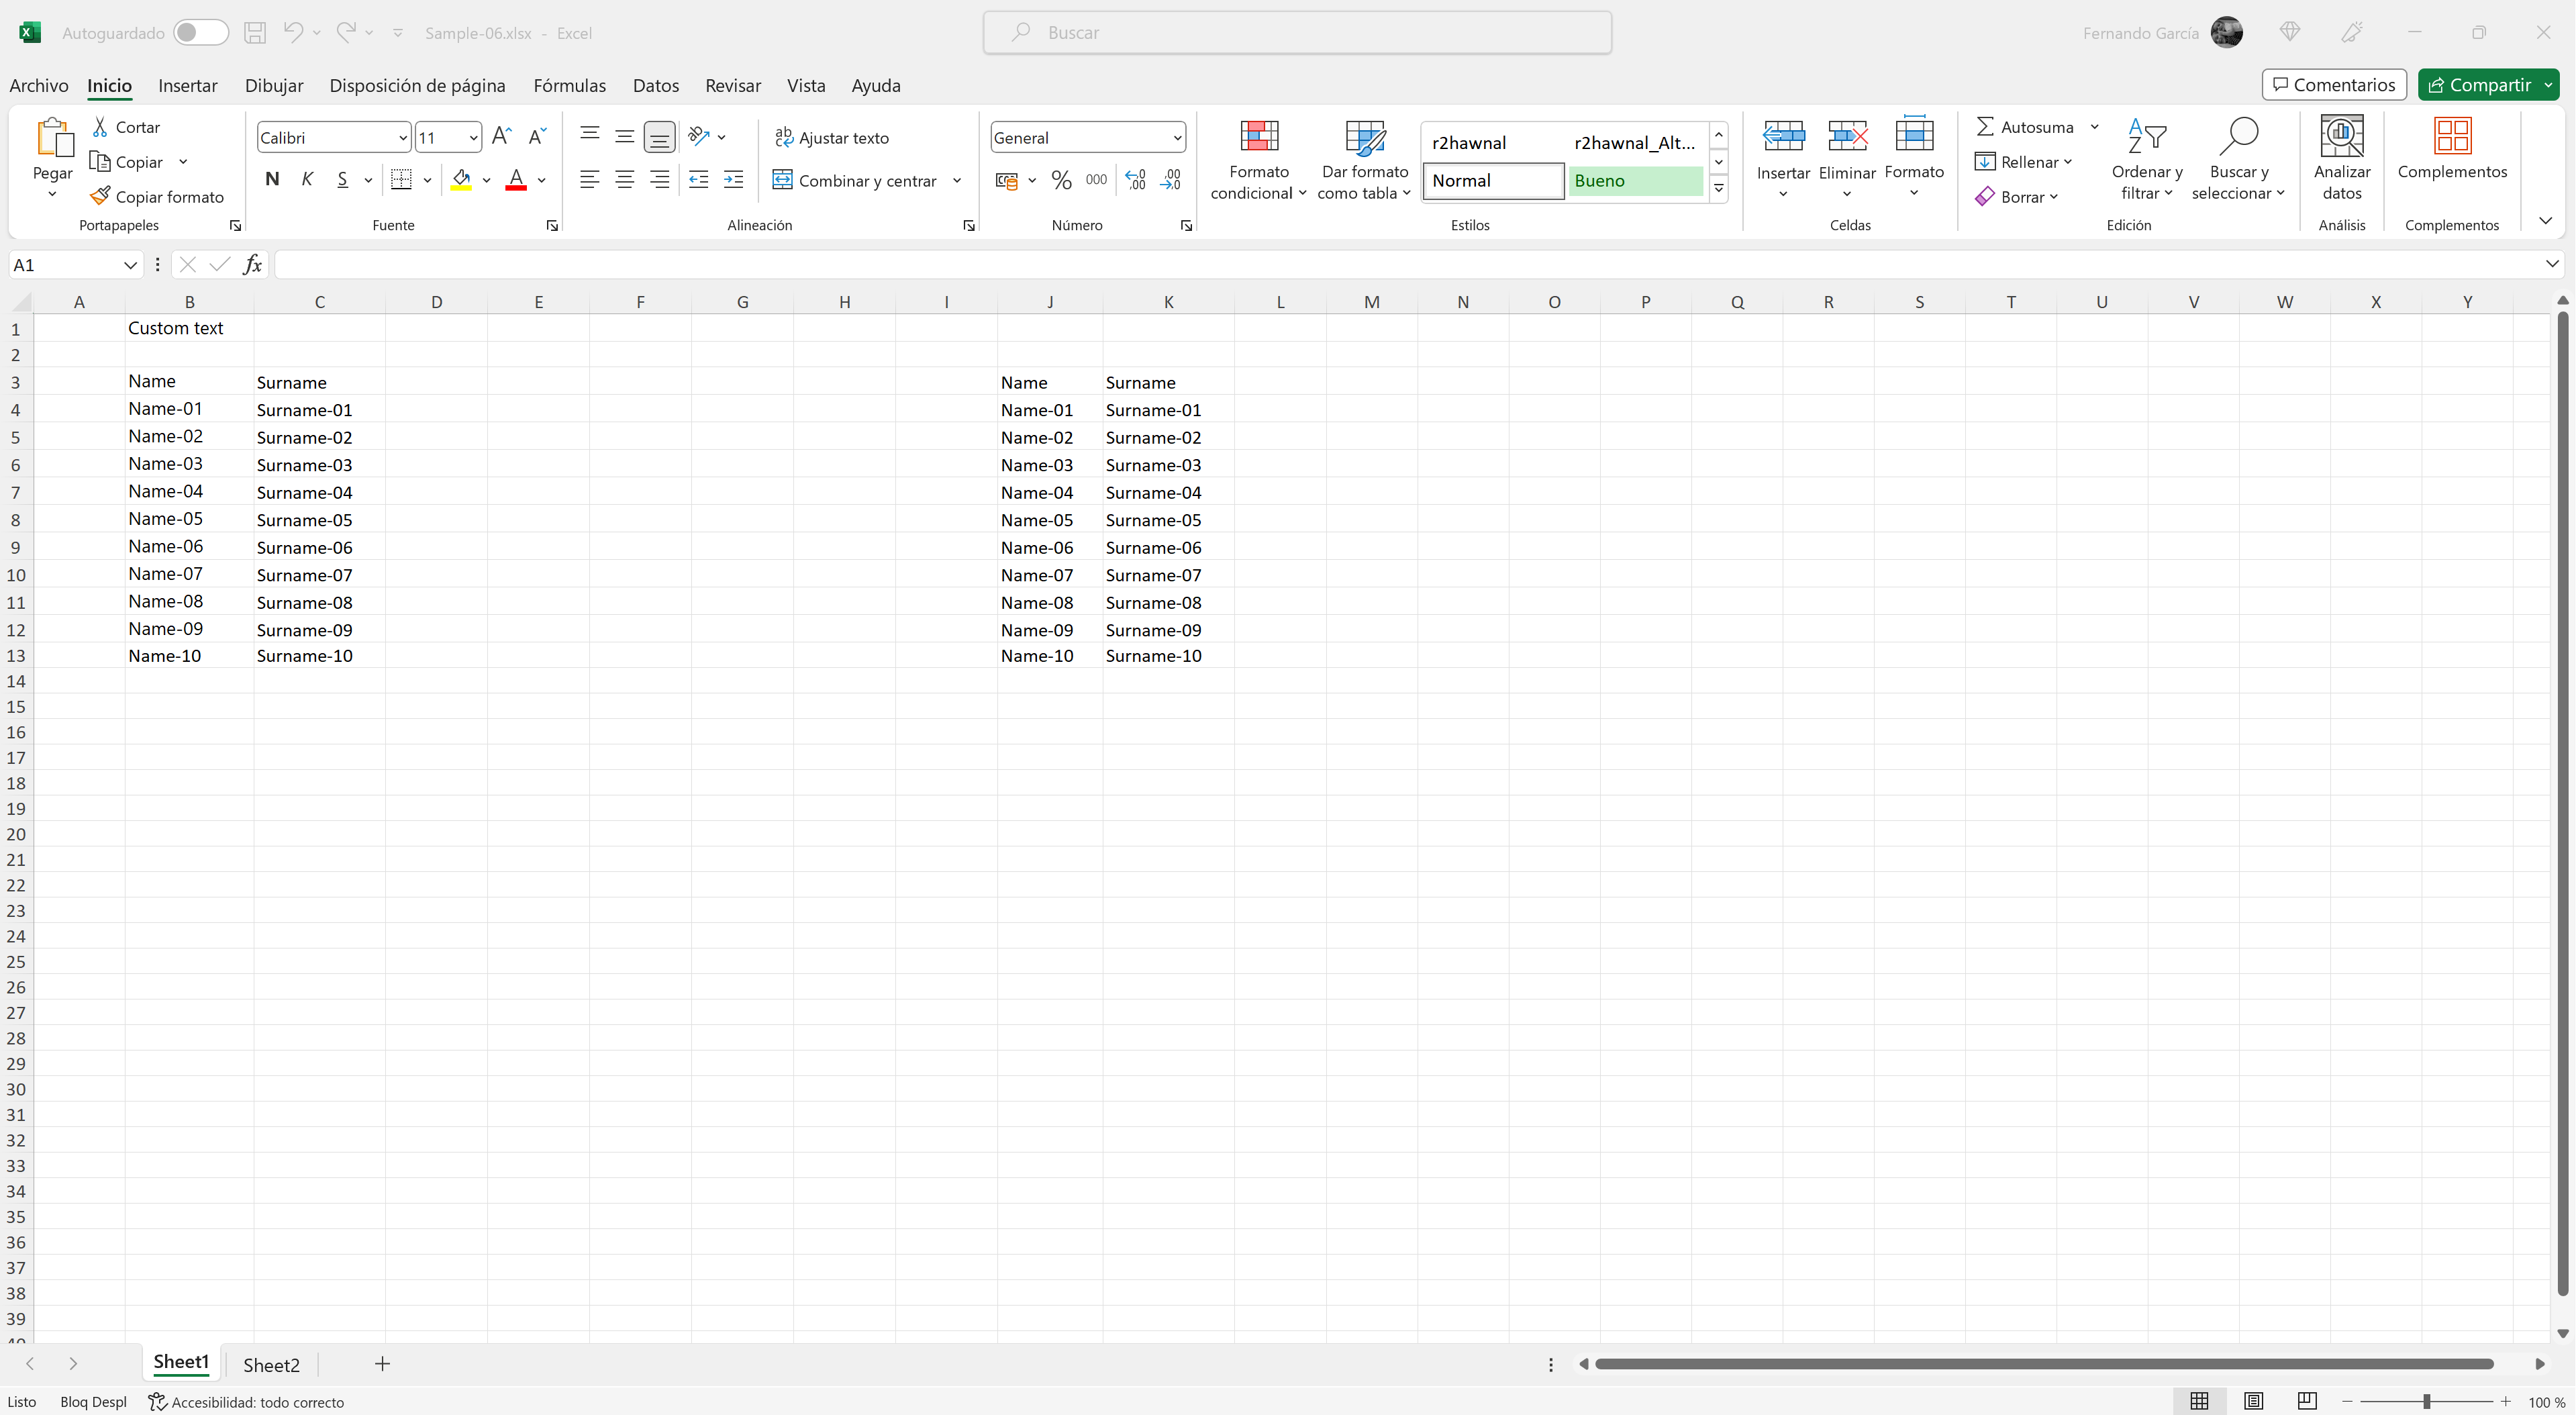 Autoguardado Sample-06.xlsx - Excel Buscar Fernando García
Archivo Inicio Insertar Dibujar Disposición de página Fórmulas Datos Revisar Vista Ayuda Comentarios Compartir
Pegar Cortar Copiar Copiar formato
Portapapeles
Calibri 11
N K S A
Fuente
Ajustar texto
Combinar y centrar
Alineación
General
% 000
Número
Formato condicional Dar formato como tabla
r2hawnal r2hawnal_Alt...
Normal Bueno
Estilos
Insertar Eliminar Formato
Celdas
Autosuma Rellenar Borrar
Ordenar y filtrar Buscar y seleccionar
Edición
Analizar datos
Análisis
Complementos
Complementos
A1 fx
A B C D E F G H I J K L M N O P Q R S T U V W X Y
1 Custom text
2
3 Name Surname Name Surname
4 Name-01 Surname-01 Name-01 Surname-01
5 Name-02 Surname-02 Name-02 Surname-02
6 Name-03 Surname-03 Name-03 Surname-03
7 Name-04 Surname-04 Name-04 Surname-04
8 Name-05 Surname-05 Name-05 Surname-05
9 Name-06 Surname-06 Name-06 Surname-06
10 Name-07 Surname-07 Name-07 Surname-07
11 Name-08 Surname-08 Name-08 Surname-08
12 Name-09 Surname-09 Name-09 Surname-09
13 Name-10 Surname-10 Name-10 Surname-10
14
15
16
17
18
19
20
21
22
23
24
25
26
27
28
29
30
31
32
33
34
35
36
37
38
39
Sheet1 Sheet2
Listo Bloq Despl Accesibilidad: todo correcto 100 %